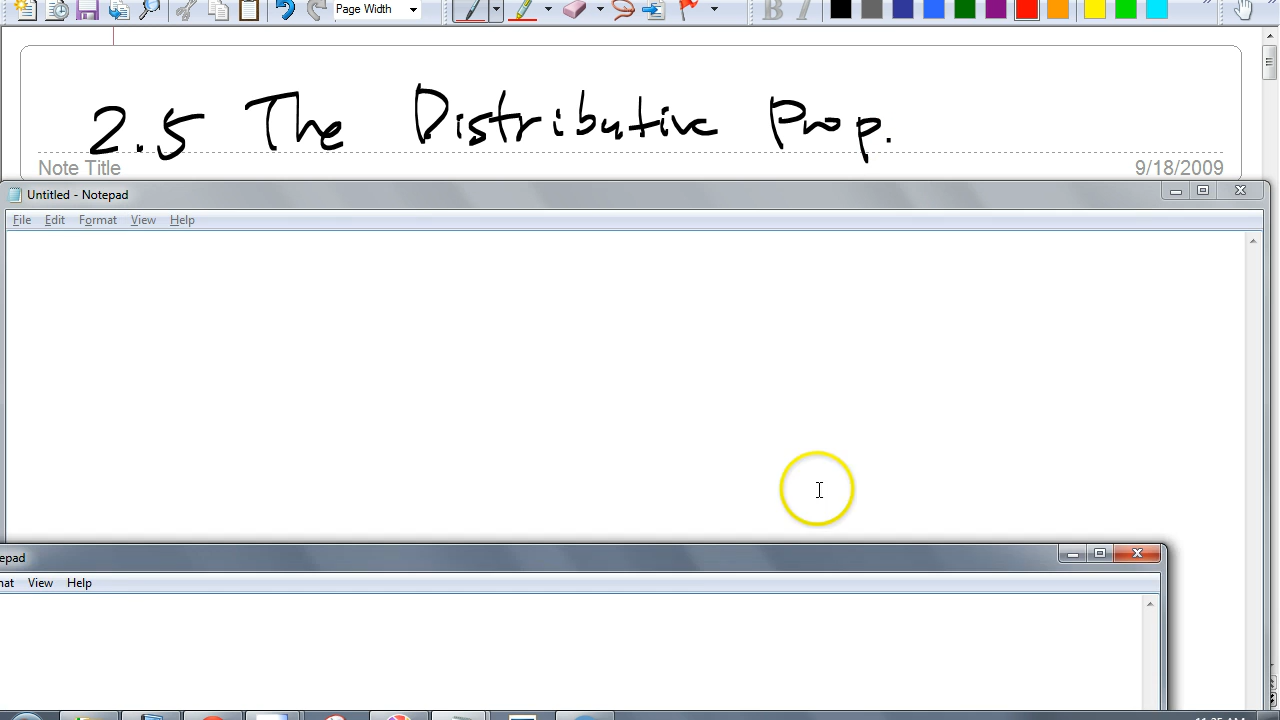 Page Width
B I
2.5 The Distributive Prop.
Note Title 9/18/2009
Untitled - Notepad
File Edit Format View Help
epad
mat View Help